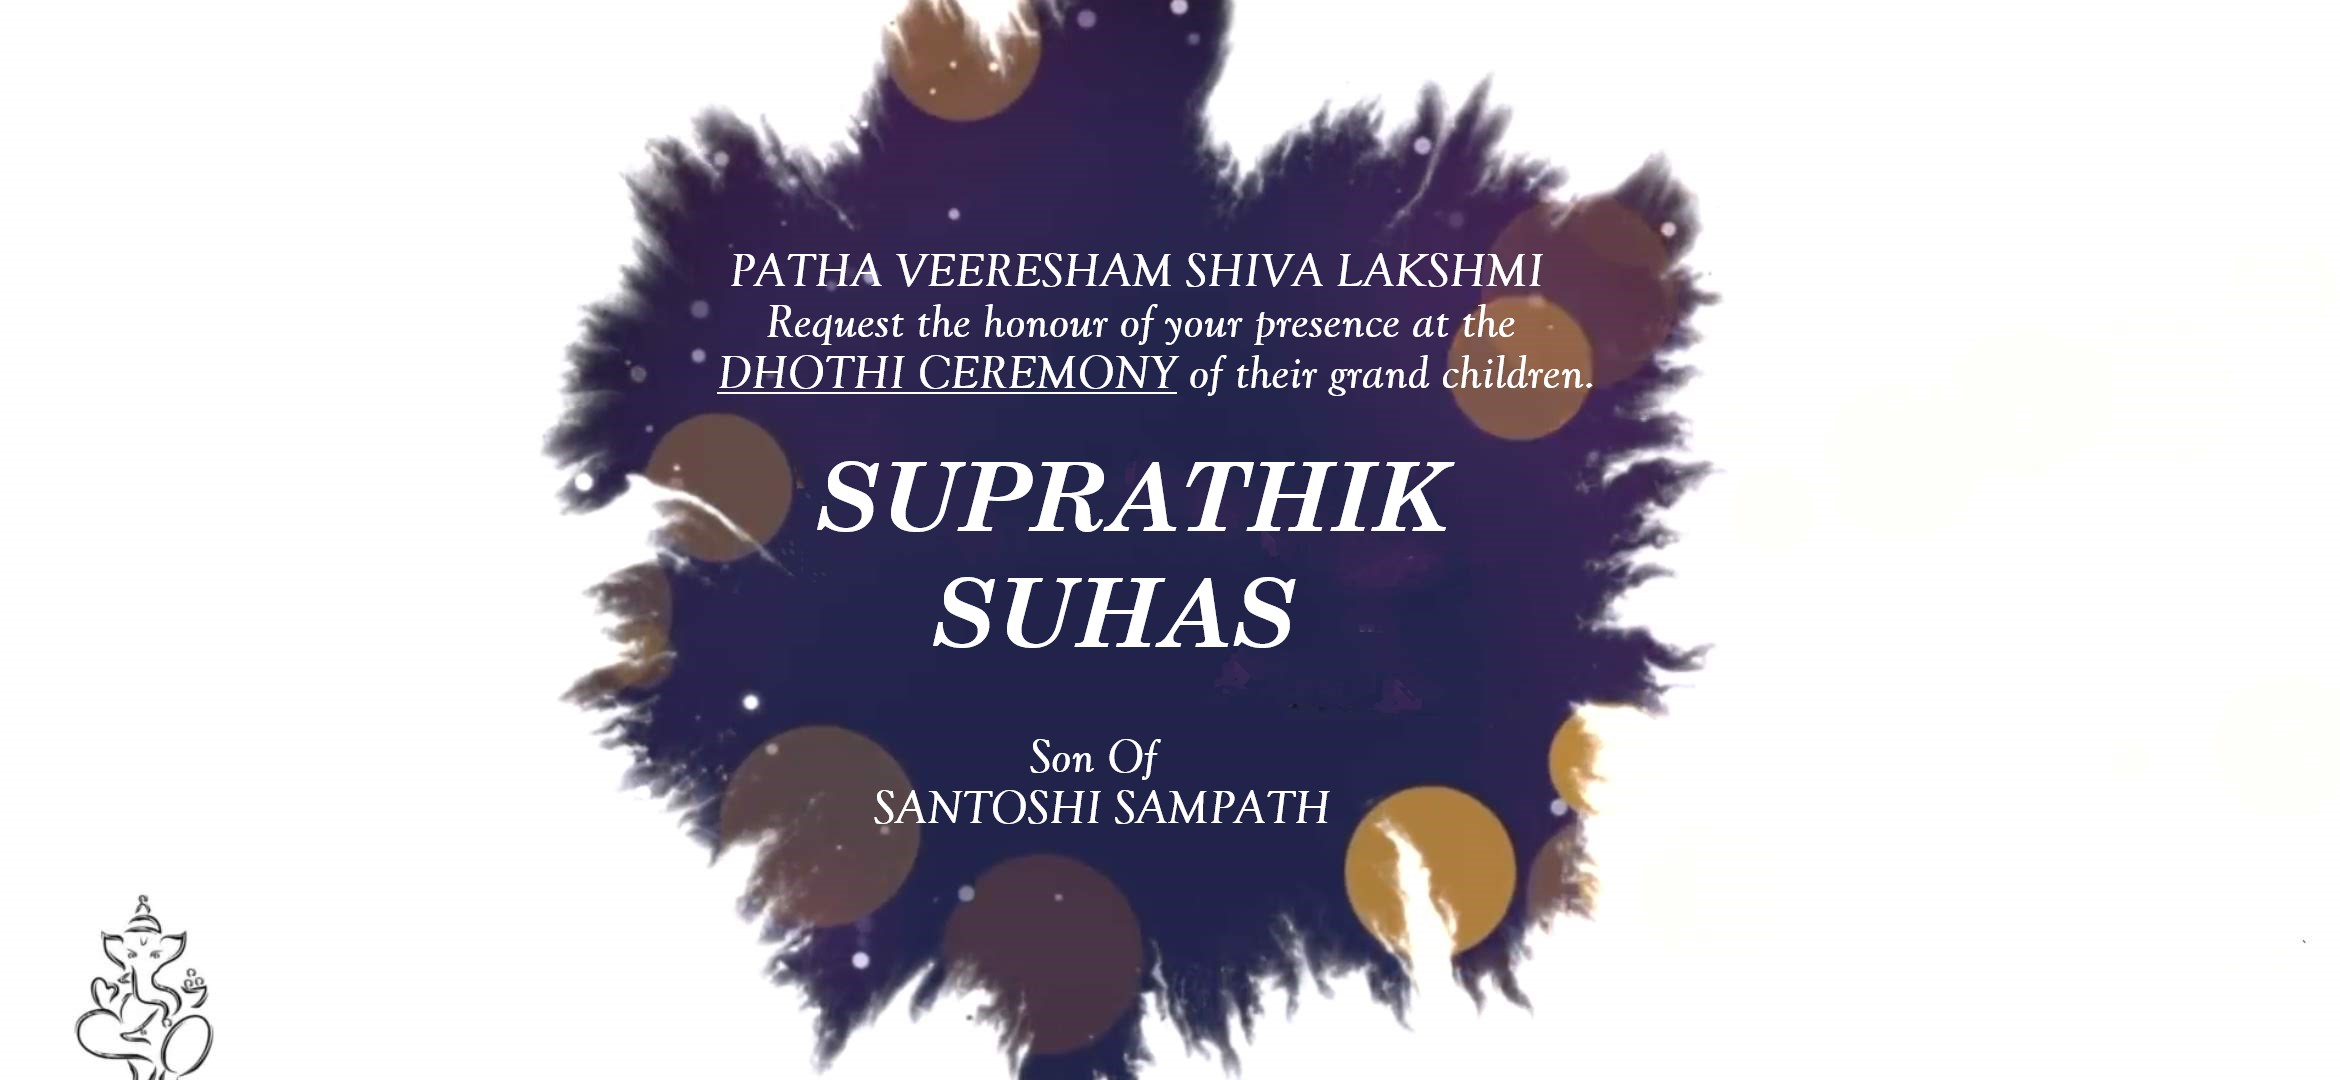 PATHA VEERESHAM SHIVA LAKSHMI
Request the honour of your presence at the
DHOTHI CEREMONY of their grand children.
SUPRATHIK
SUHAS
Son Of
SANTOSHI SAMPATH